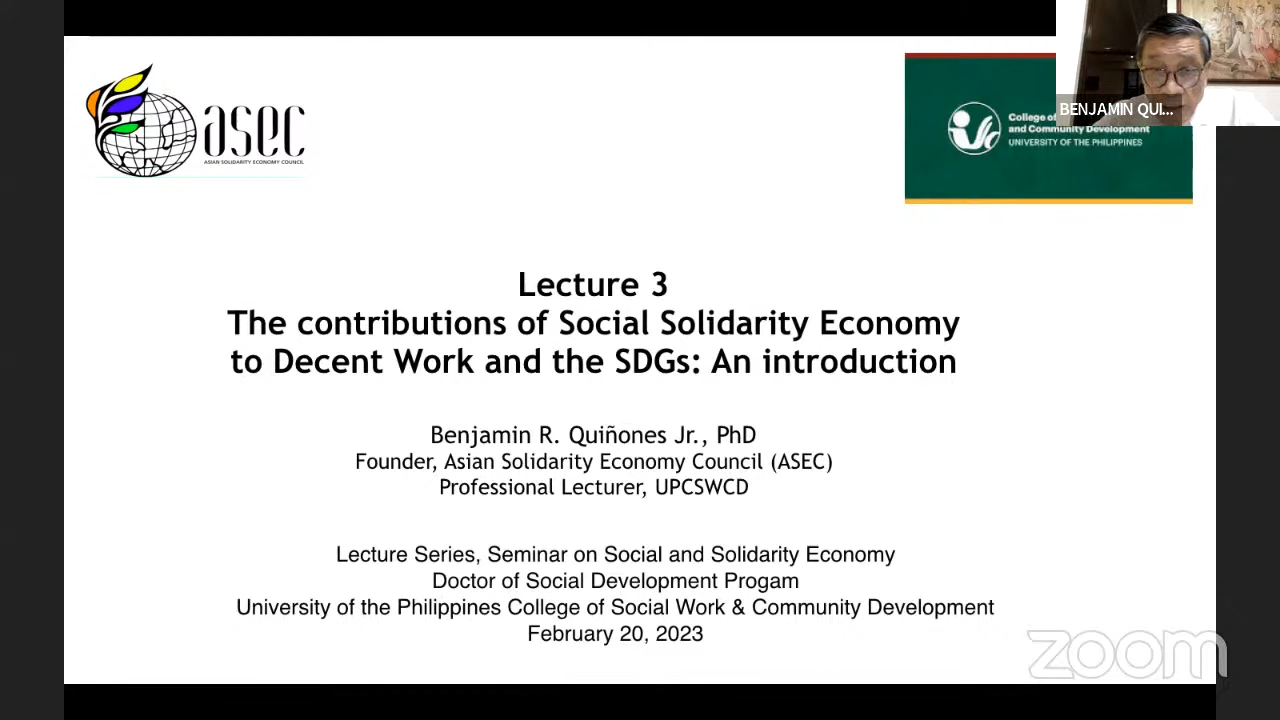 asec
ASIAN SOLIDARITY ECONOMY COUNCIL
College of
and Community Development
UNIVERSITY OF THE PHILIPPINES
BENJAMIN QUI...
Lecture 3
The contributions of Social Solidarity Economy
to Decent Work and the SDGs: An introduction
Benjamin R. Quiñones Jr., PhD
Founder, Asian Solidarity Economy Council (ASEC)
Professional Lecturer, UPCSWCD
Lecture Series, Seminar on Social and Solidarity Economy
Doctor of Social Development Progam
University of the Philippines College of Social Work & Community Development
February 20, 2023
zoom